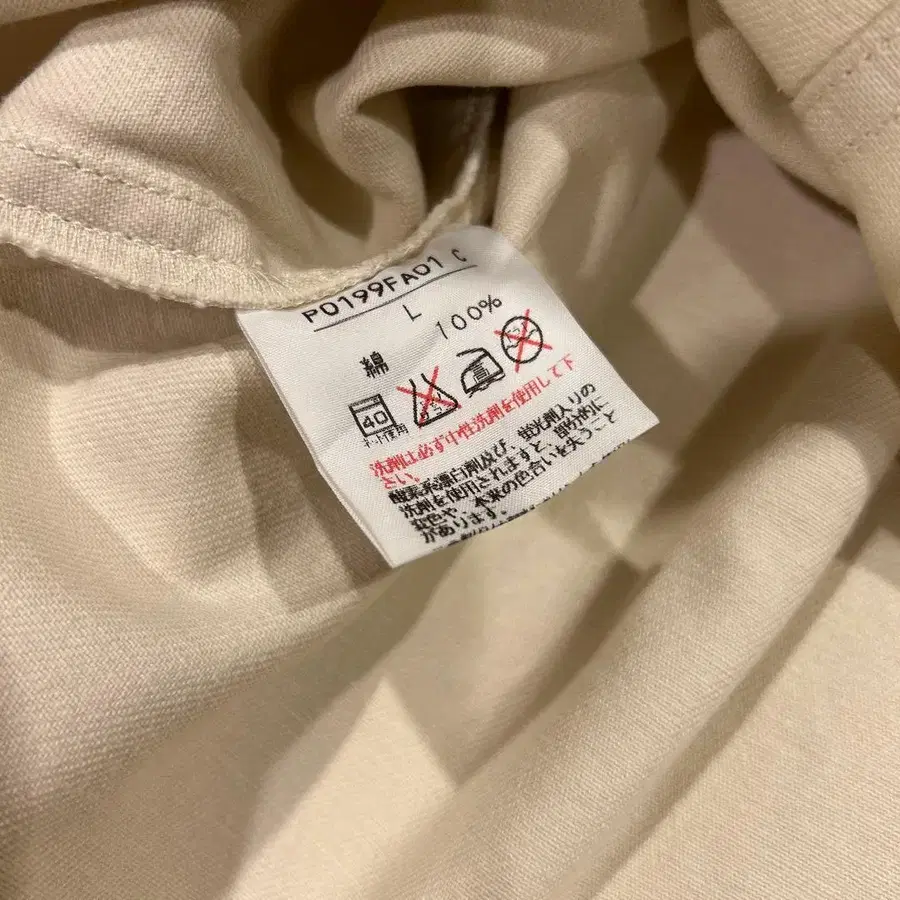 P0199FA01 C
L
綿 100%
40
ネット使用
洗剤は必ず中性洗剤を使用して下
さい。
酸素系漂白剤及び、蛍光剤入りの
洗剤を使用されますと、部分的に
変色や、本来の色合いを失うこと
があります。